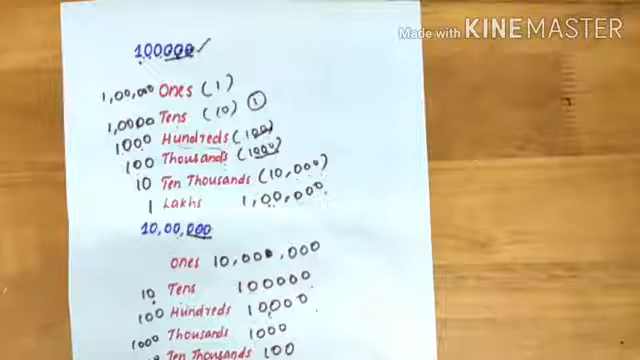 Made with KINEMASTER
100000 ✓
1,00,000 Ones (1)
1,0000 Tens (10) ①
1000 Hundreds (100)
100 Thousands (1000)
10 Ten Thousands (10,000)
1 Lakhs 1,00,000
10,00,000
Ones 10,000,000
10 Tens 100000
100 Hundreds 10000
1000 Thousands 1000
Ten Thousands 100